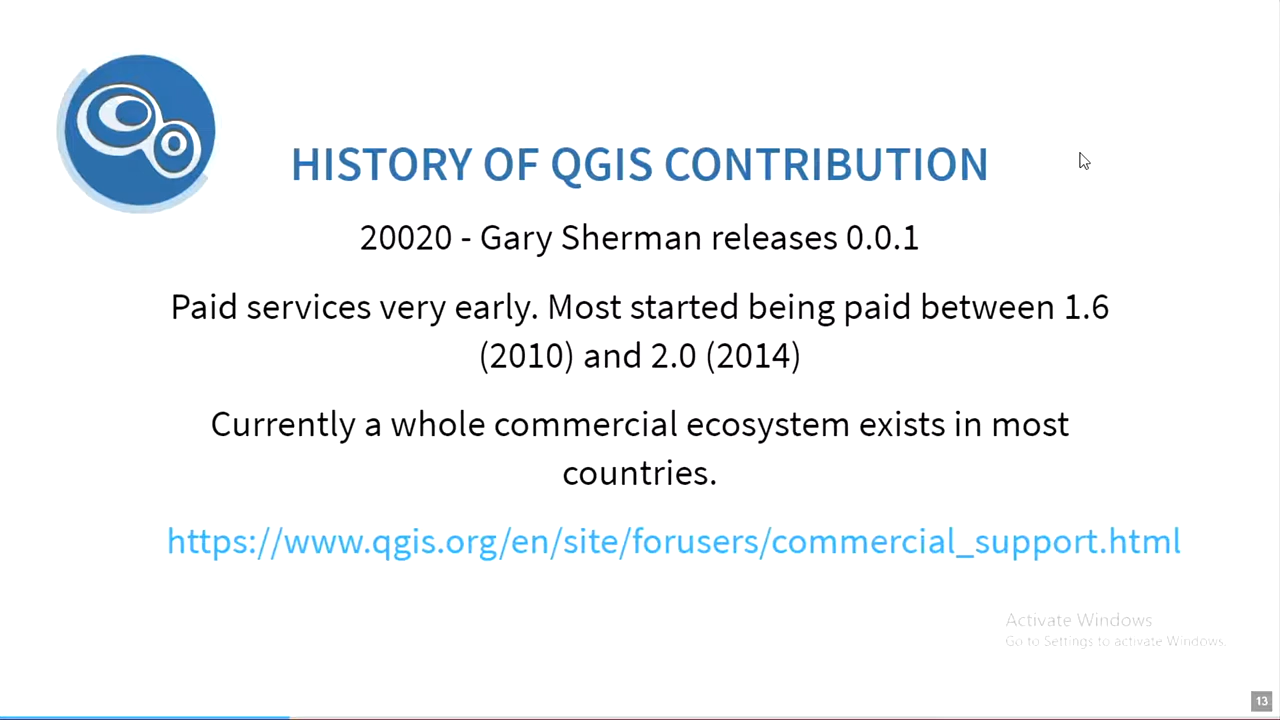 HISTORY OF QGIS CONTRIBUTION
20020 - Gary Sherman releases 0.0.1
Paid services very early. Most started being paid between 1.6
(2010) and 2.0 (2014)
Currently a whole commercial ecosystem exists in most
countries.
https://www.qgis.org/en/site/forusers/commercial_support.html
Activate Windows
Go to Settings to activate Windows.
13